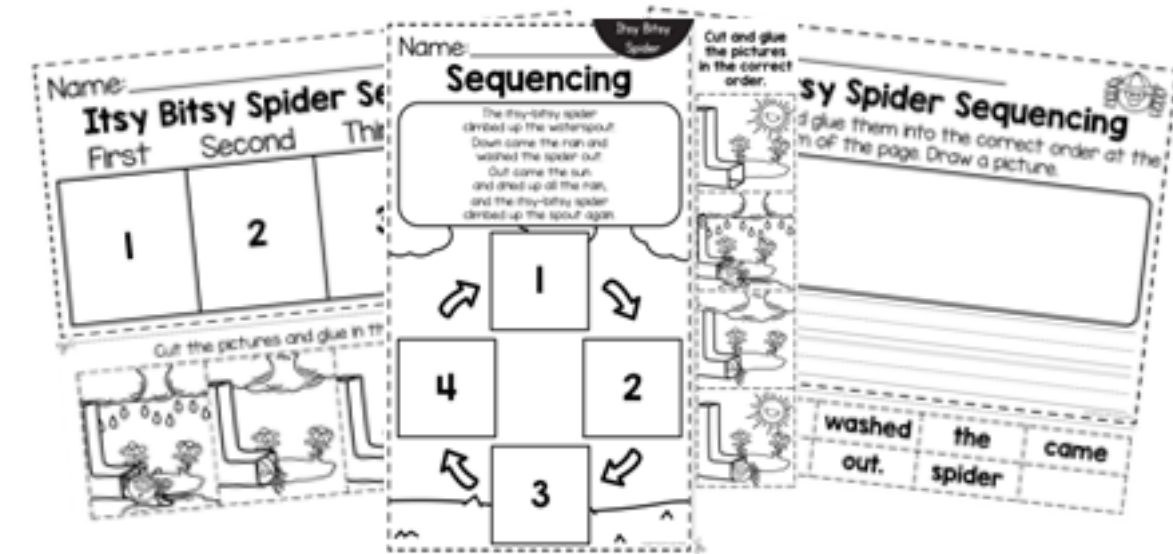 Name:
Itsy Bitsy Spider Se
First Second Thi
1 2
Cut the pictures and glue in th
Itsy Bitsy
Spider
Name:
Sequencing
The itsy-bitsy spider
climbed up the waterspout.
Down came the rain and
washed the spider out.
Out came the sun
and dried up all the rain,
and the itsy-bitsy spider
climbed up the spout again.
1
2
3
4
Cut and glue
the pictures
in the correct
order.
sy Spider Sequencing
d glue them into the correct order at the
m of the page. Draw a picture.
washed the came
out. spider